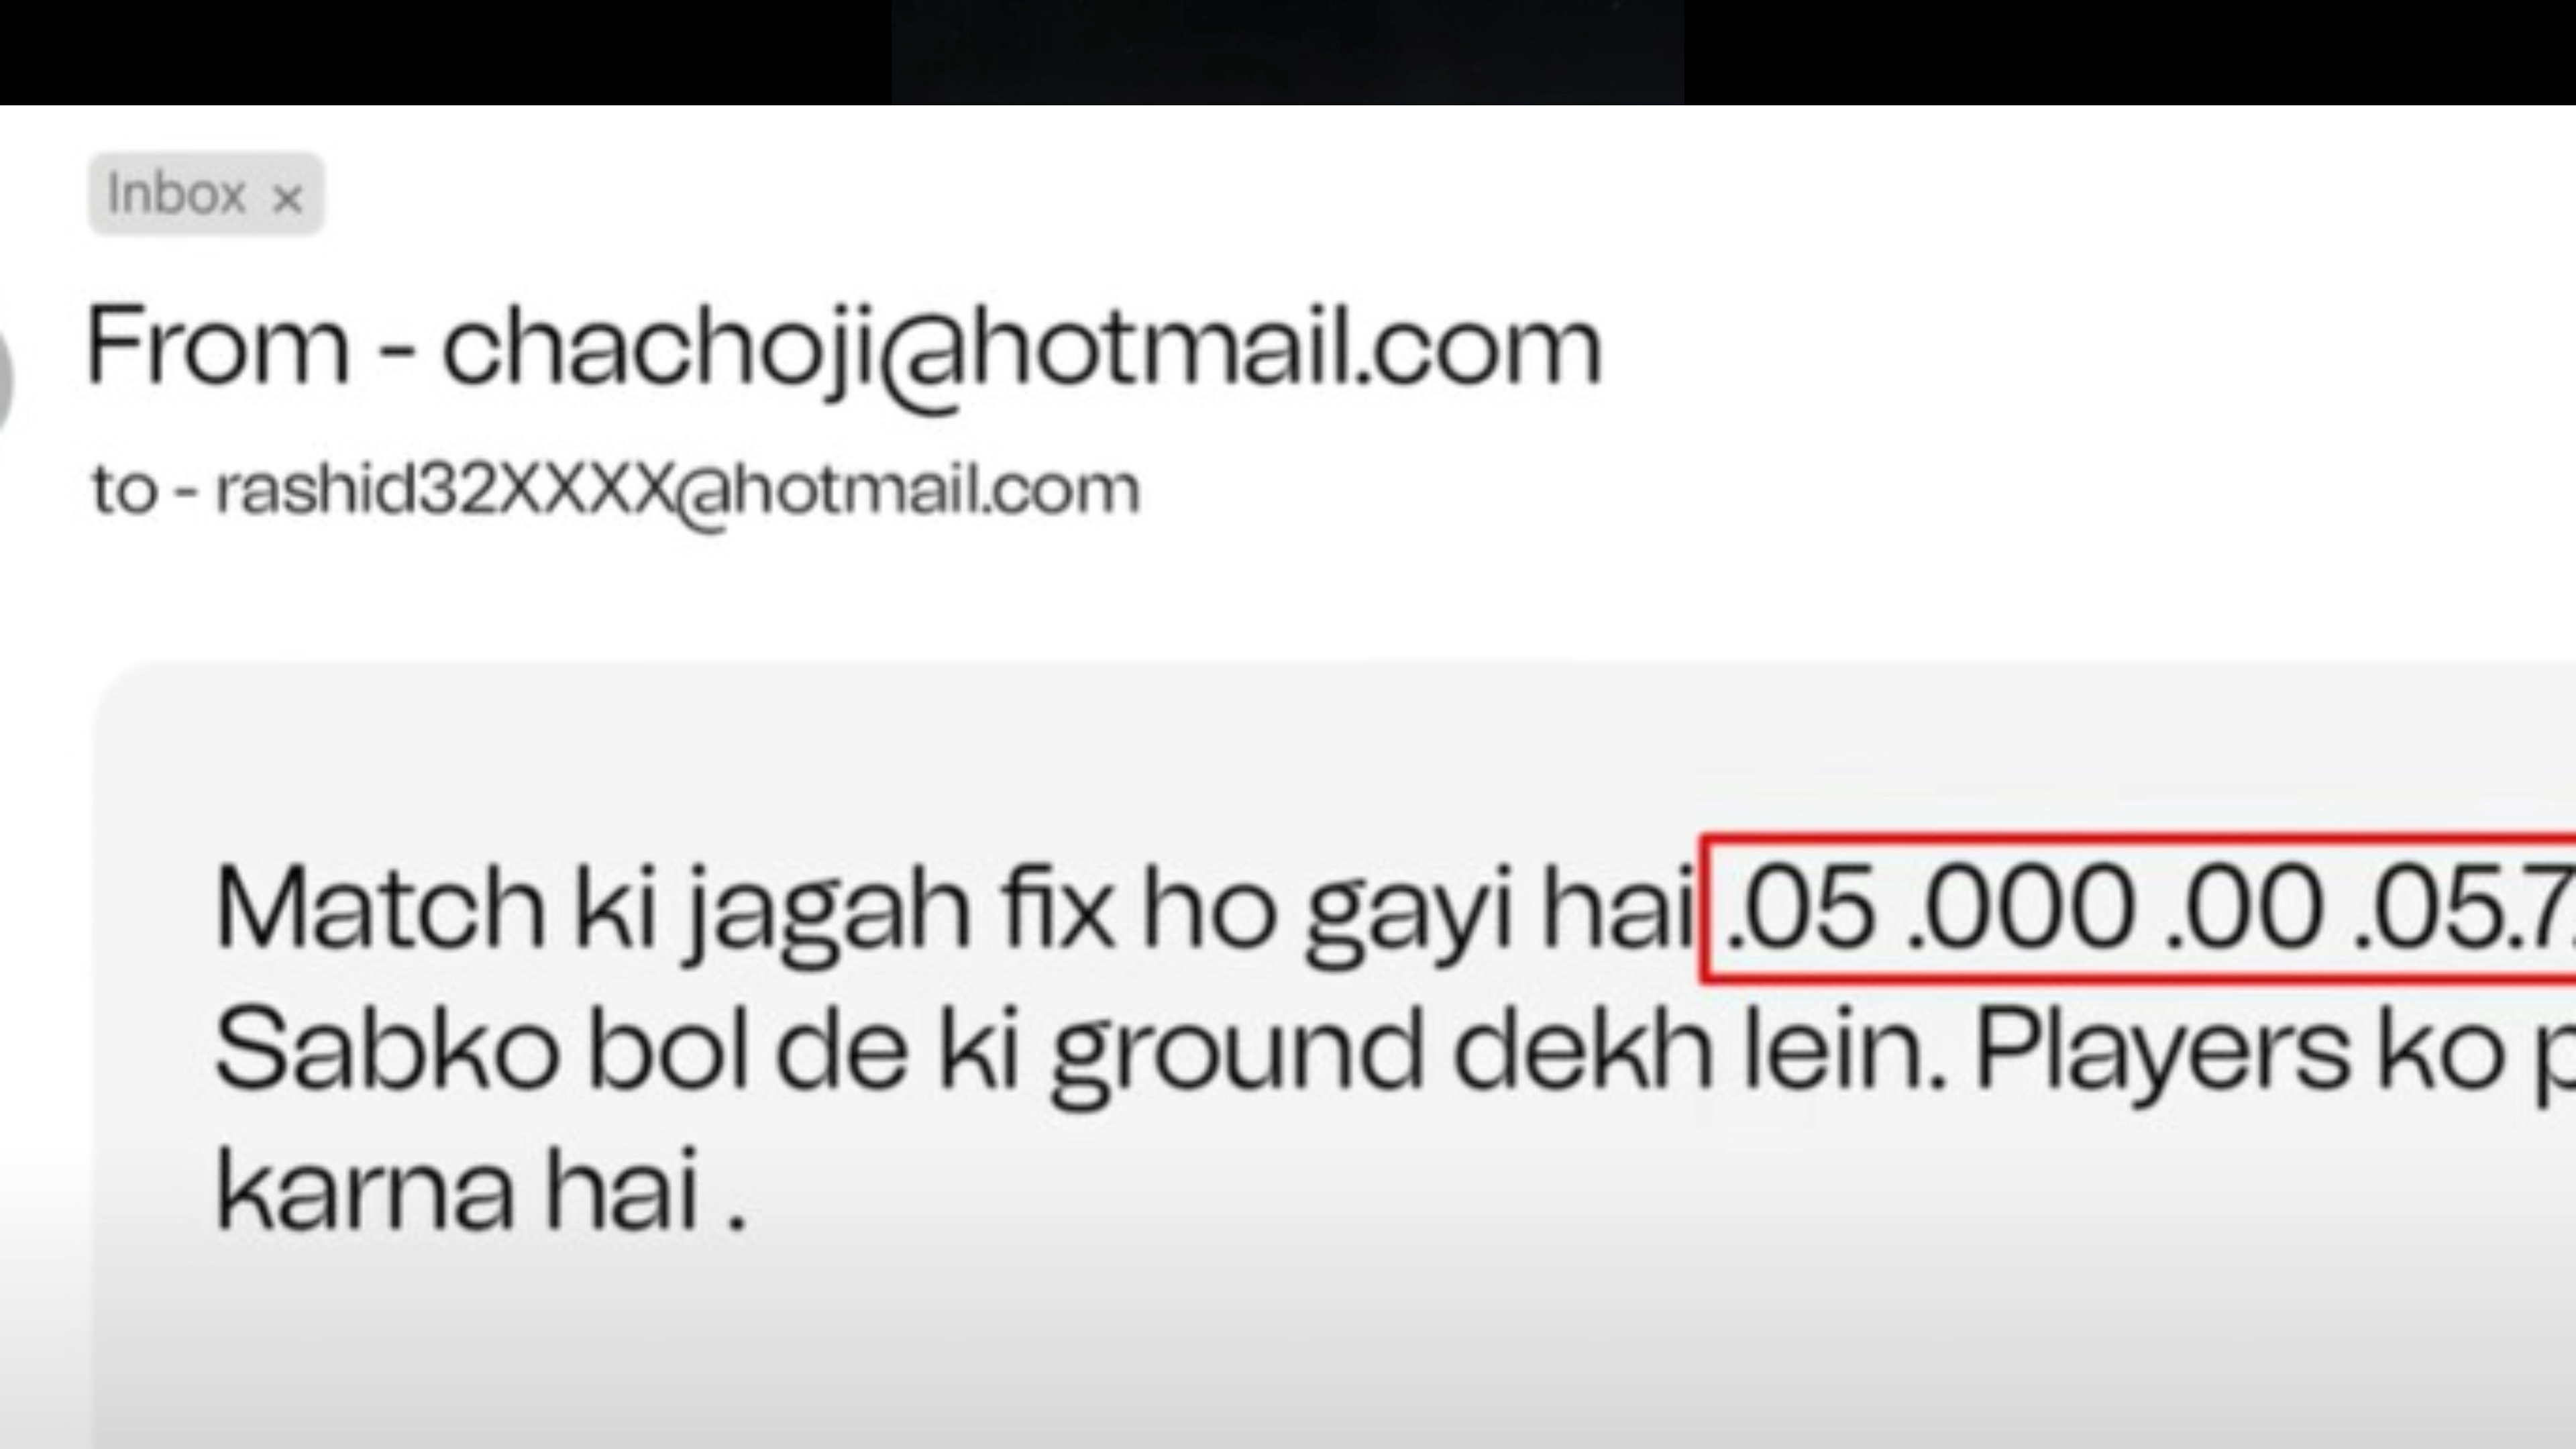 Inbox ×
From - chachoji@hotmail.com
to - rashid32XXXX@hotmail.com
Match ki jagah fix ho gayi hai .05 .000 .00 .05.7
Sabko bol de ki ground dekh lein. Players ko
karna hai .